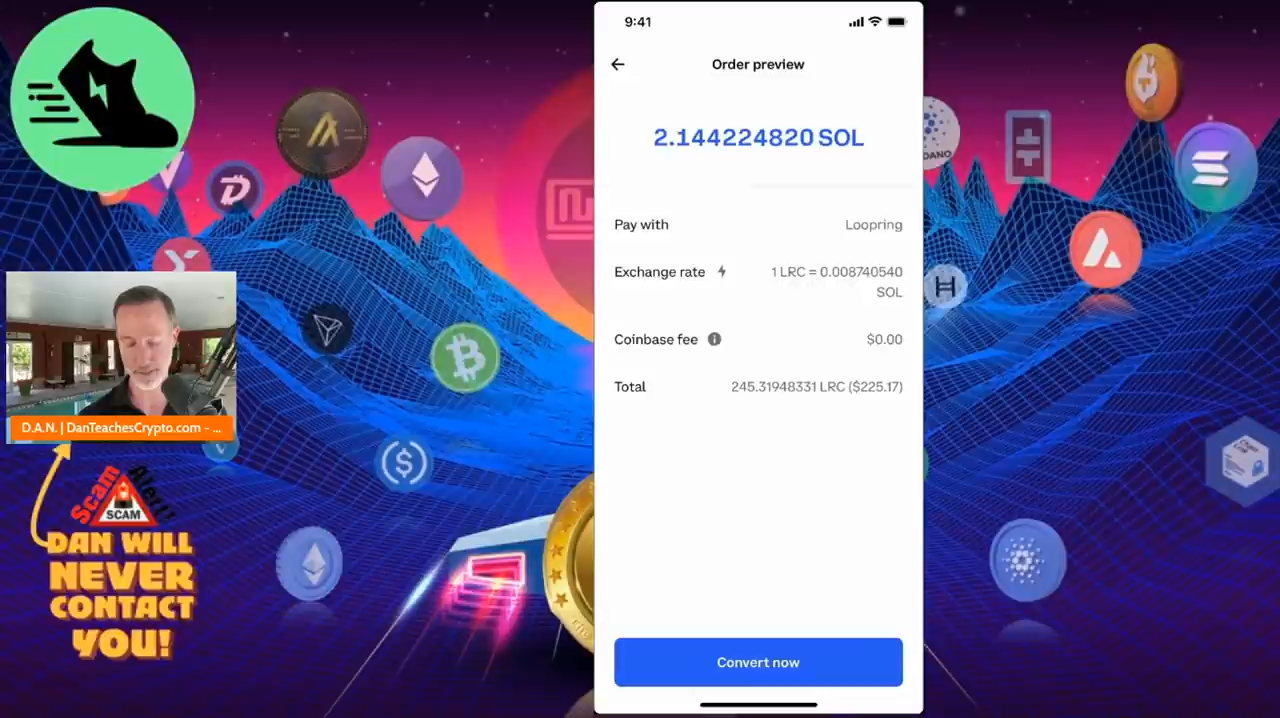 9:41
Order preview
2.144224820 SOL
Pay with
Loopring
Exchange rate
1 LRC = 0.008740540
SOL
Coinbase fee
$0.00
Total
245.31948331 LRC ($225.17)
Convert now
D.A.N. | DanTeachesCrypto.com - ...
Scam Alert!!
SCAM
DAN WILL
NEVER
CONTACT
YOU!
DANO